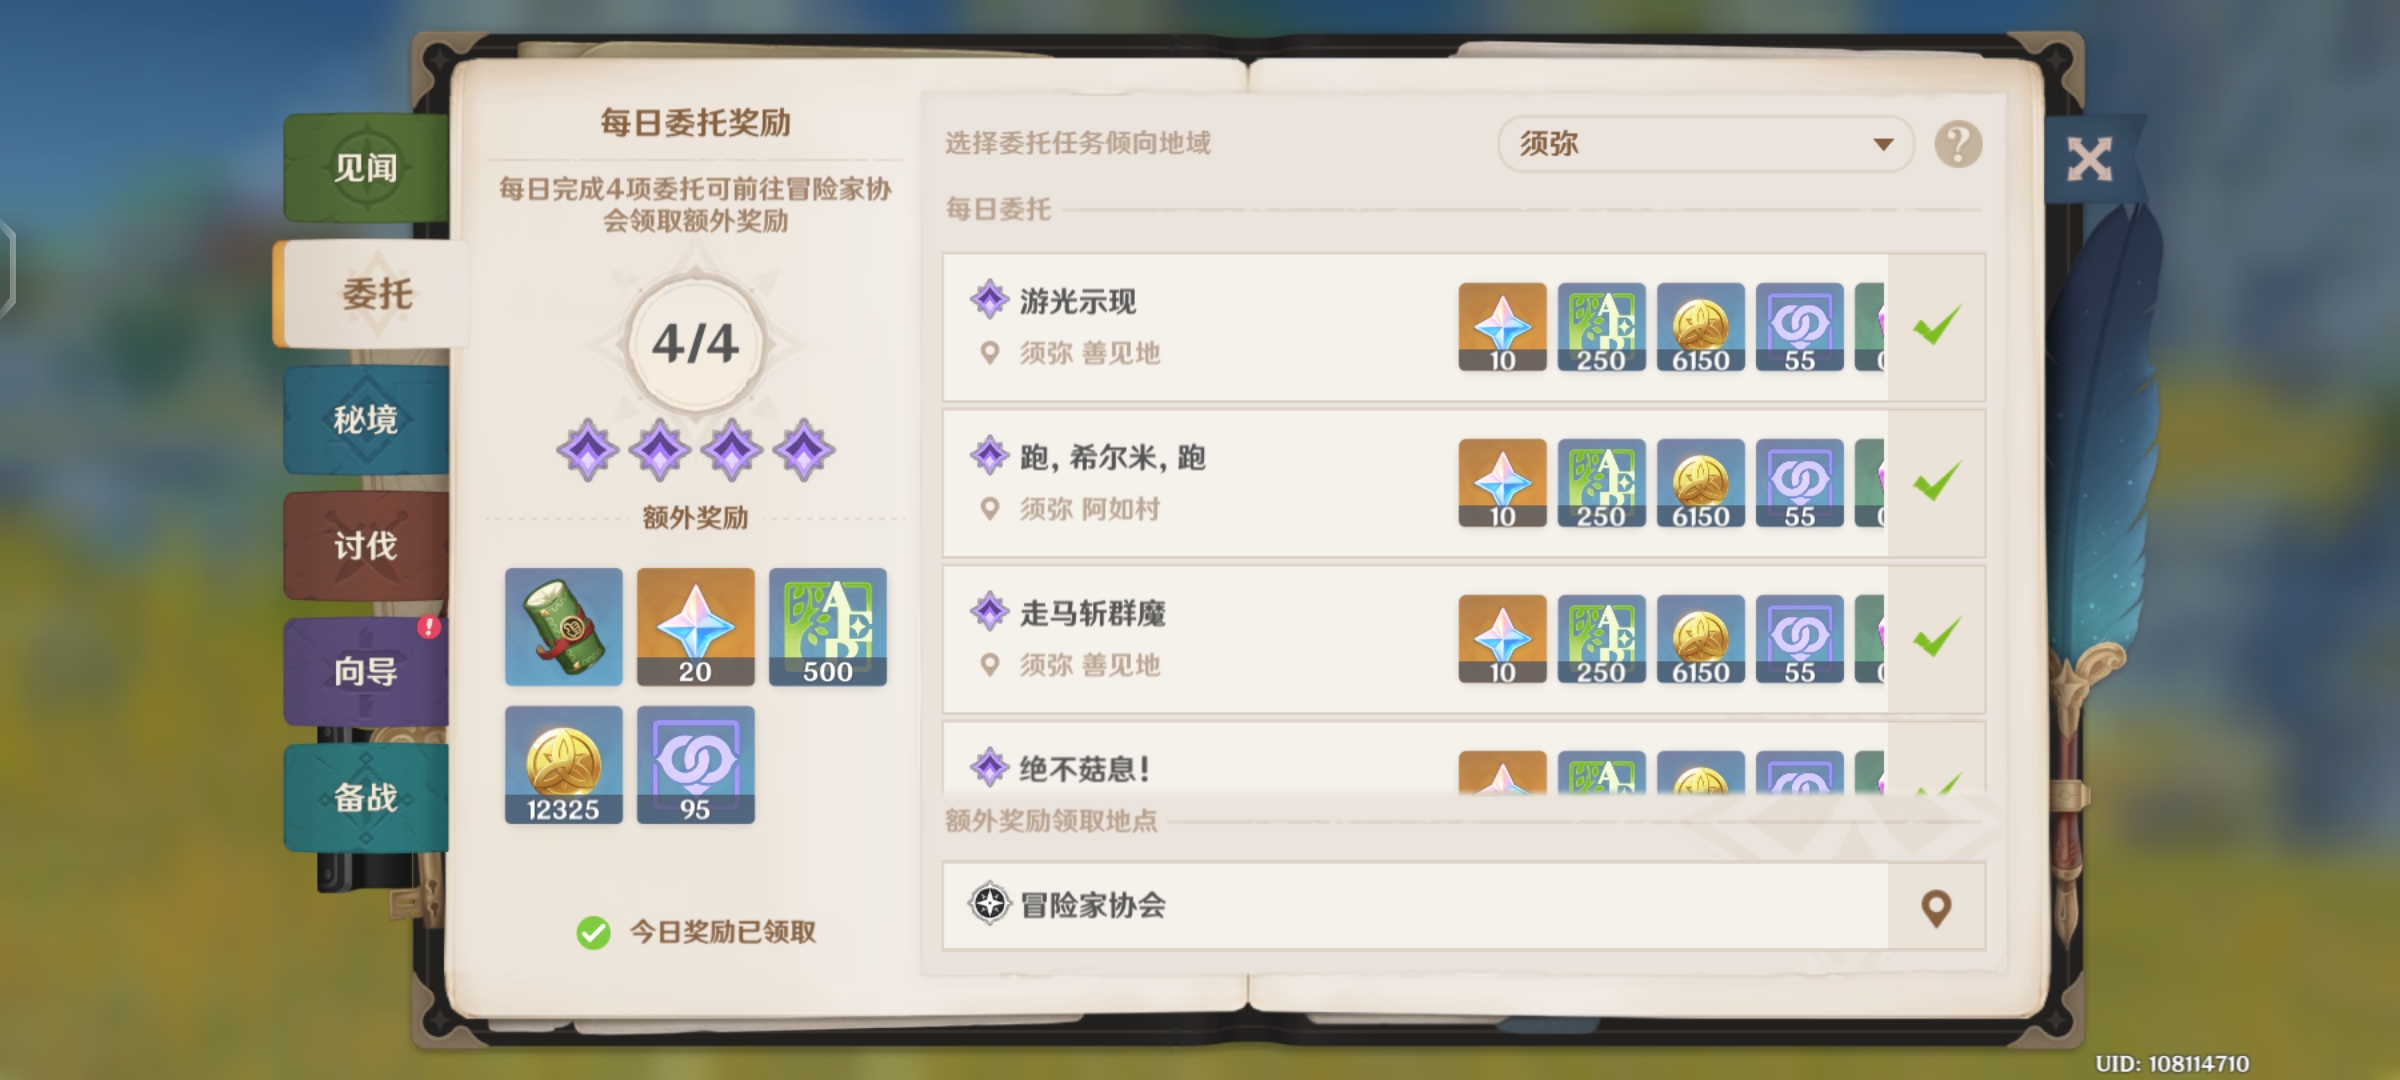 见闻
委托
秘境
讨伐
向导
备战
每日委托奖励
每日完成4项委托可前往冒险家协
会领取额外奖励
4/4
额外奖励
20
500
12325
95
今日奖励已领取
选择委托任务倾向地域
须弥
?
每日委托
游光示现
须弥 善见地
10
250
6150
55
跑，希尔米，跑
须弥 阿如村
10
250
6150
55
走马斩群魔
须弥 善见地
10
250
6150
55
绝不菇息！
额外奖励领取地点
冒险家协会
UID: 108114710